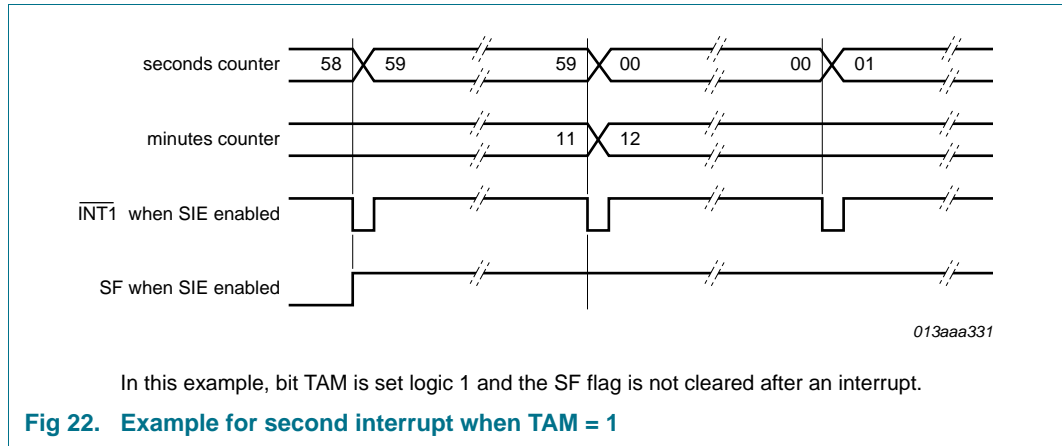 seconds counter 58 59 59 00 00 01
minutes counter 11 12
INT1 when SIE enabled
SF when SIE enabled
013aaa331
In this example, bit TAM is set logic 1 and the SF flag is not cleared after an interrupt.
Fig 22. Example for second interrupt when TAM = 1